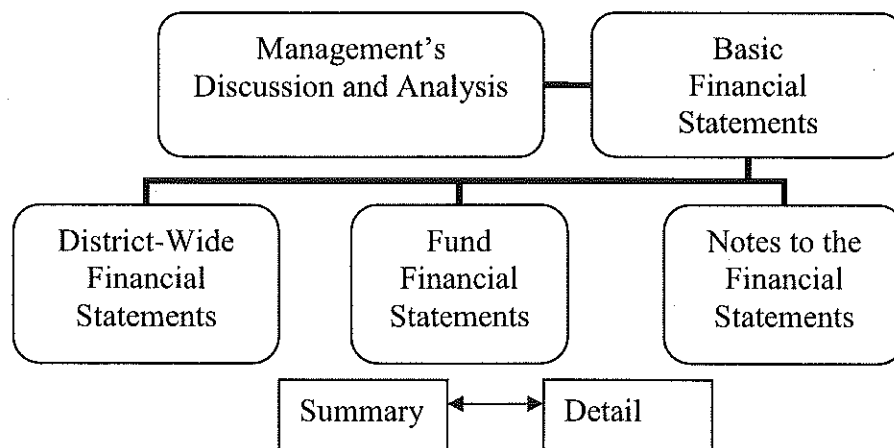 Management's
Discussion and Analysis
Basic
Financial
Statements
District-Wide
Financial
Statements
Fund
Financial
Statements
Notes to the
Financial
Statements
Summary
Detail